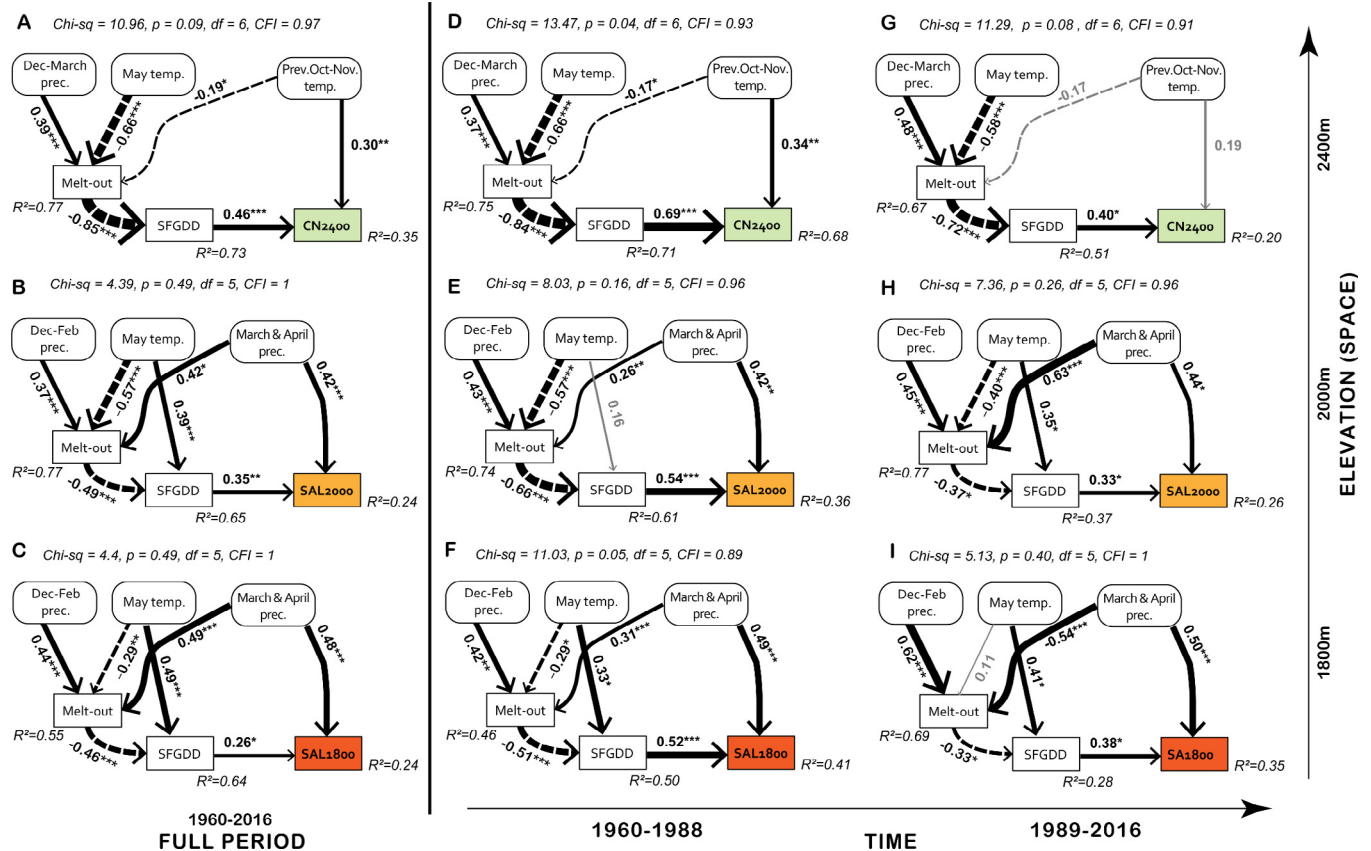 A
Chi-sq = 10.96, p = 0.09, df = 6, CFI = 0.97
Dec-March
prec.
May temp.
Prev.Oct-Nov.
temp.
0.39***
-0.66***
-0.19*
0.30**
Melt-out
R²=0.77
-0.85***
SFGDD
0.46***
CN2400
R²=0.35
R²=0.73
B
Chi-sq = 4.39, p = 0.49, df = 5, CFI = 1
Dec-Feb
prec.
May temp.
March & April
prec.
0.37***
-0.57***
0.42*
0.42***
0.39***
Melt-out
R²=0.77
-0.49***
SFGDD
0.35**
SAL2000
R²=0.24
R²=0.65
C
Chi-sq = 4.4, p = 0.49, df = 5, CFI = 1
Dec-Feb
prec.
May temp.
March & April
prec.
0.44***
-0.29**
0.49***
0.49***
0.48***
Melt-out
R²=0.55
-0.46***
SFGDD
0.26*
SAL1800
R²=0.24
R²=0.64
1960-2016
FULL PERIOD
D
Chi-sq = 13.47, p = 0.04, df = 6, CFI = 0.93
Dec-March
prec.
May temp.
Prev.Oct-Nov.
temp.
0.37***
-0.66***
-0.17*
0.34**
Melt-out
R²=0.75
-0.84***
SFGDD
0.69***
CN2400
R²=0.68
R²=0.71
E
Chi-sq = 8.03, p = 0.16, df = 5, CFI = 0.96
Dec-Feb
prec.
May temp.
March & April
prec.
0.43***
-0.57***
0.26**
0.42**
0.16
Melt-out
R²=0.74
-0.66***
SFGDD
0.54***
SAL2000
R²=0.36
R²=0.61
F
Chi-sq = 11.03, p = 0.05, df = 5, CFI = 0.89
Dec-Feb
prec.
May temp.
March & April
prec.
0.42**
-0.29*
0.31***
0.33*
0.49***
Melt-out
R²=0.46
-0.51***
SFGDD
0.52***
SAL1800
R²=0.41
R²=0.50
1960-1988
G
Chi-sq = 11.29, p = 0.08 , df = 6, CFI = 0.91
Dec-March
prec.
May temp.
Prev.Oct-Nov.
temp.
0.48***
-0.58***
-0.17
0.19
Melt-out
R²=0.67
-0.72***
SFGDD
0.40*
CN2400
R²=0.20
R²=0.51
H
Chi-sq = 7.36, p = 0.26, df = 5, CFI = 0.96
Dec-Feb
prec.
May temp.
March & April
prec.
0.45***
-0.40***
0.63***
0.44*
0.35*
Melt-out
R²=0.77
-0.37*
SFGDD
0.33*
SAL2000
R²=0.26
R²=0.37
I
Chi-sq = 5.13, p = 0.40, df = 5, CFI = 1
Dec-Feb
prec.
May temp.
March & April
prec.
0.62***
0.11
-0.54***
0.41*
0.50***
Melt-out
R²=0.69
-0.33*
SFGDD
0.38*
SA1800
R²=0.35
R²=0.28
TIME
1989-2016
2400m
2000m
1800m
ELEVATION (SPACE)